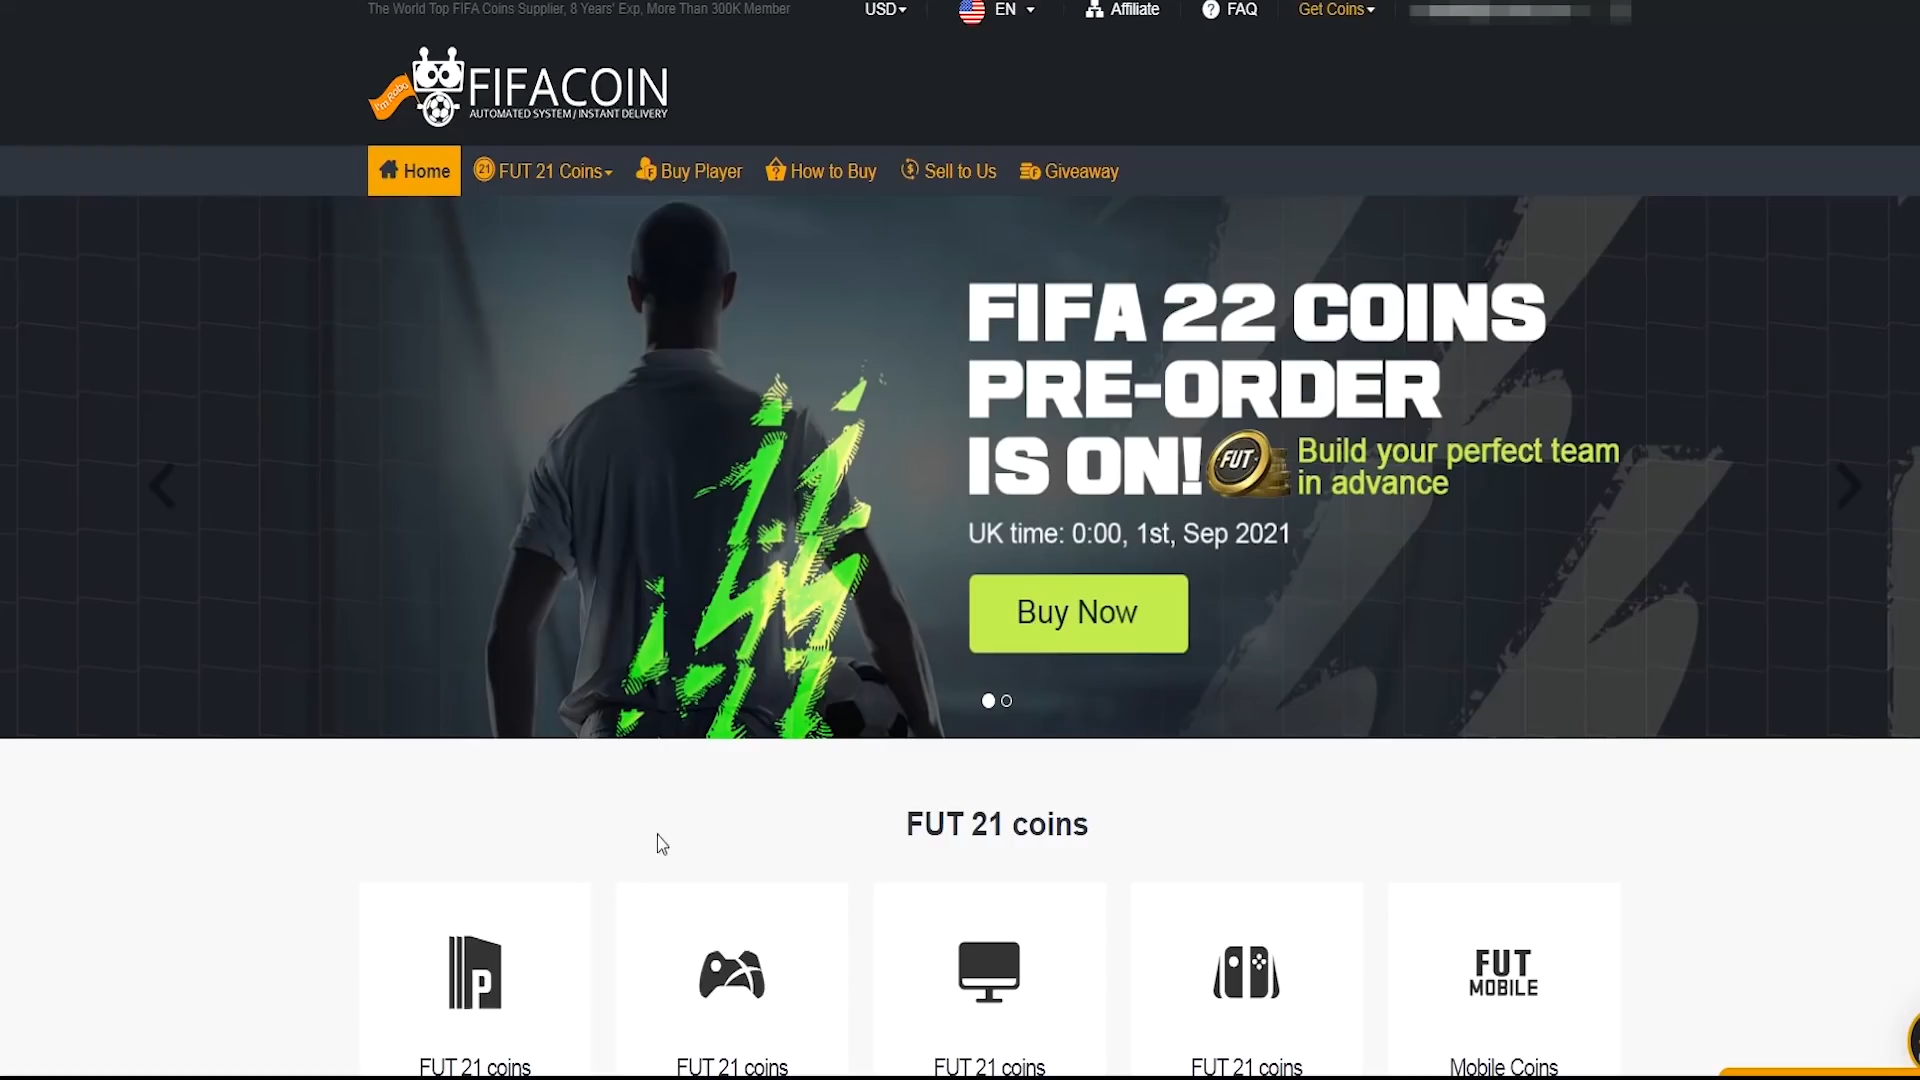 The World Top FIFA Coins Supplier, 8 Years' Exp, More Than 300K Member
USD
EN
Affiliate
? FAQ
Get Coins
I'm Robo
FIFACOIN
AUTOMATED SYSTEM / INSTANT DELIVERY
Home
21 FUT 21 Coins
Buy Player
How to Buy
Sell to Us
Giveaway
FIFA 22 COINS
PRE-ORDER
IS ON!
FUT
Build your perfect team
in advance
UK time: 0:00, 1st, Sep 2021
Buy Now
FUT 21 coins
P
FUT
MOBILE
FUT 21 coins
FUT 21 coins
FUT 21 coins
FUT 21 coins
Mobile Coins